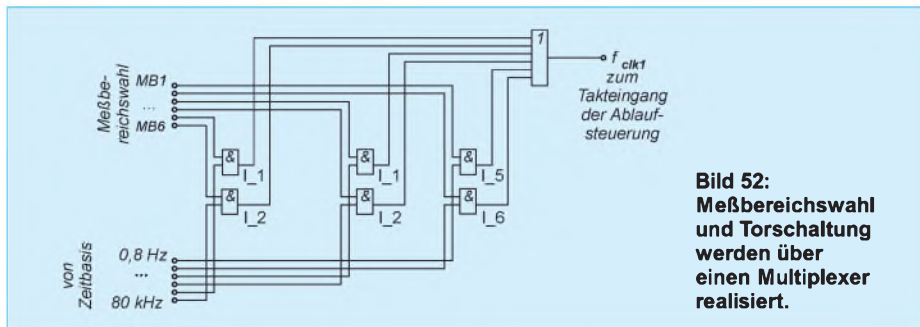 1
f clk1
zum
Takteingang
der Ablauf-
steuerung
Meßbe-
reichswahl
MB1
...
MB6
&
I_1
&
I_2
&
I_1
&
I_2
&
I_5
&
I_6
von
Zeitbasis
0,8 Hz
...
80 kHz
Bild 52:
Meßbereichswahl
und Torschaltung
werden über
einen Multiplexer
realisiert.